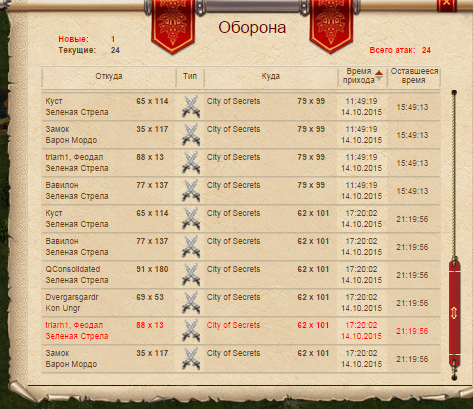 Оборона
Новые: 1
Текущие: 24
Всего атак: 24
Откуда Тип Куда Время прихода Оставшееся время
Куст 65 x 114 City of Secrets 79 x 99 11:49:19 15:49:13
Зеленая Стрела 14.10.2015
Замок 35 x 117 City of Secrets 79 x 99 11:49:19 15:49:13
Барон Мордо 14.10.2015
triarh1, Феодал 88 x 13 City of Secrets 79 x 99 11:49:19 15:49:13
Зеленая Стрела 14.10.2015
Вавилон 77 x 137 City of Secrets 79 x 99 11:49:19 15:49:13
Зеленая Стрела 14.10.2015
Куст 65 x 114 City of Secrets 62 x 101 17:20:02 21:19:56
Зеленая Стрела 14.10.2015
Вавилон 77 x 137 City of Secrets 62 x 101 17:20:02 21:19:56
Зеленая Стрела 14.10.2015
QConsolidated 91 x 180 City of Secrets 62 x 101 17:20:02 21:19:56
Зеленая Стрела 14.10.2015
Dvergarsgardr 69 x 53 City of Secrets 62 x 101 17:20:02 21:19:56
Kon Ungr 14.10.2015
triarh1, Феодал 88 x 13 City of Secrets 62 x 101 17:20:02 21:19:56
Зеленая Стрела 14.10.2015
Замок 35 x 117 City of Secrets 62 x 101 17:20:02 21:19:56
Барон Мордо 14.10.2015